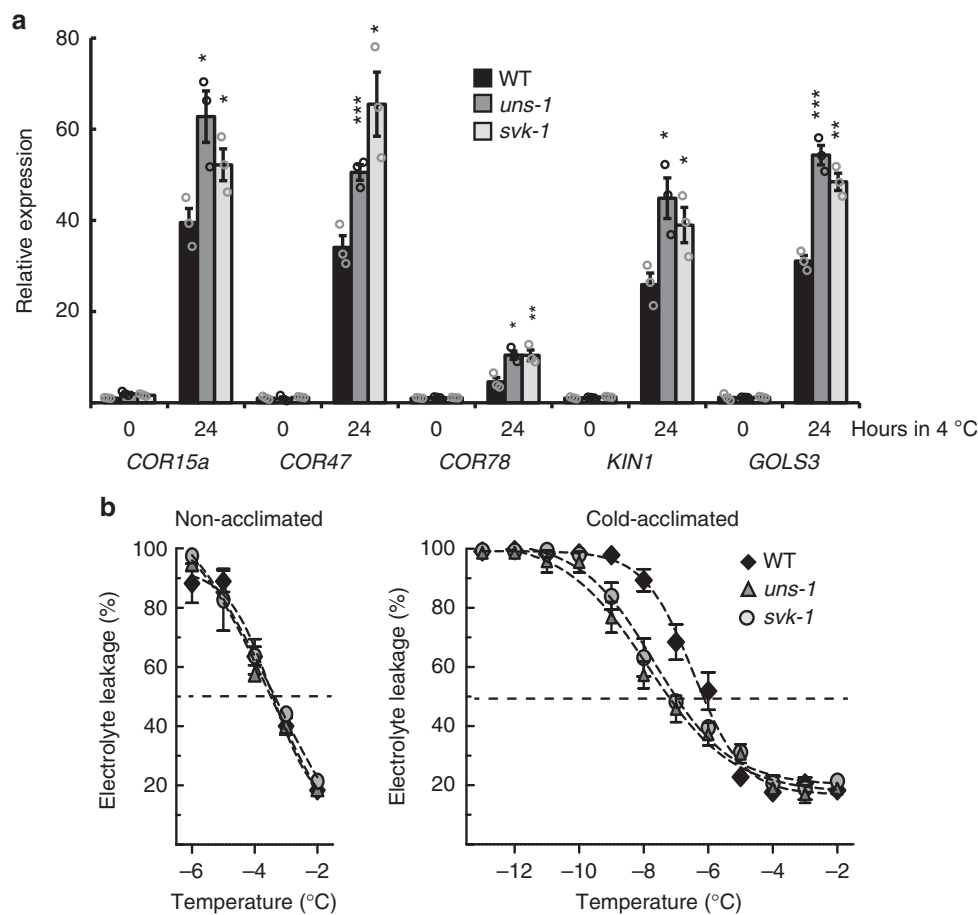 a
80
60
40
20
Relative expression
WT
uns-1
svk-1
* * *** * * ** * * *** **
0 24 0 24 0 24 0 24 0 24 Hours in 4 °C
COR15a COR47 COR78 KIN1 GOLS3
b
Non-acclimated
100
80
60
40
20
Electrolyte leakage (%)
–6 –4 –2
Temperature (°C)
Cold-acclimated
WT
uns-1
svk-1
100
80
60
40
20
Electrolyte leakage (%)
–12 –10 –8 –6 –4 –2
Temperature (°C)